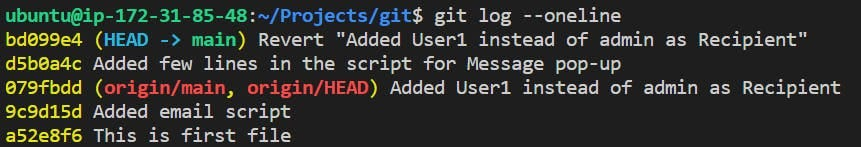 ubuntu@ip-172-31-85-48:~/Projects/git$ git log --oneline
bd099e4 (HEAD -> main) Revert "Added User1 instead of admin as Recipient"
d5b0a4c Added few lines in the script for Message pop-up
079fbdd (origin/main, origin/HEAD) Added User1 instead of admin as Recipient
9c9d15d Added email script
a52e8f6 This is first file